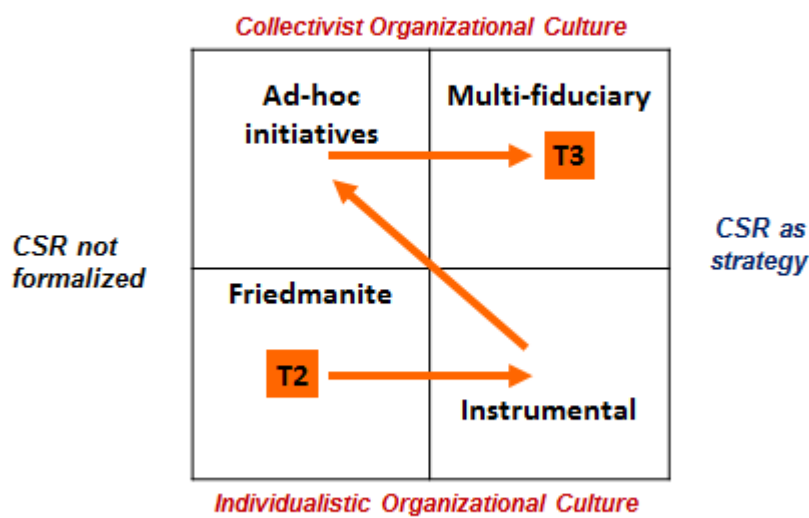 Collectivist Organizational Culture
Ad-hoc
initiatives
Multi-fiduciary
T3
CSR not
formalized
CSR as
strategy
Friedmanite
T2
Instrumental
Individualistic Organizational Culture